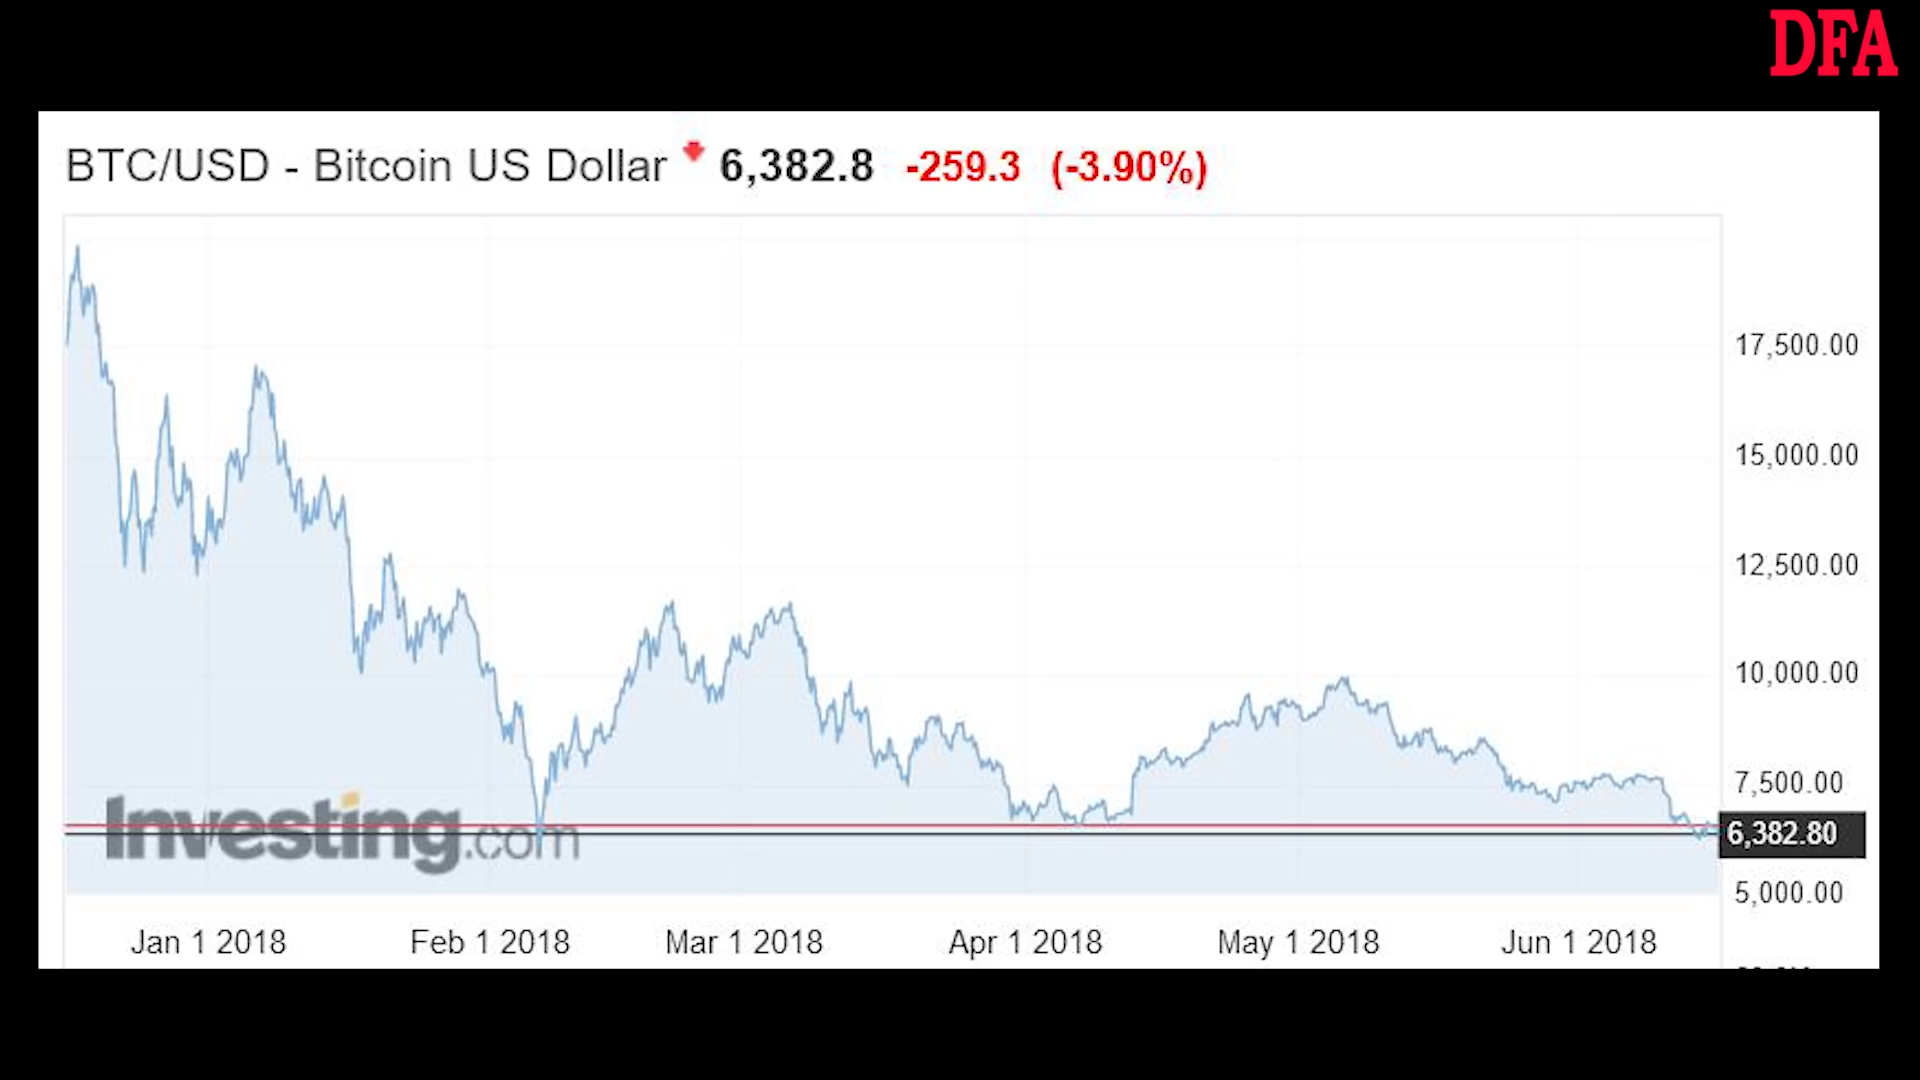 DFA
BTC/USD - Bitcoin US Dollar 6,382.8 -259.3 (-3.90%)
17,500.00
15,000.00
12,500.00
10,000.00
7,500.00
6,382.80
5,000.00
Investing.com
Jan 1 2018 Feb 1 2018 Mar 1 2018 Apr 1 2018 May 1 2018 Jun 1 2018